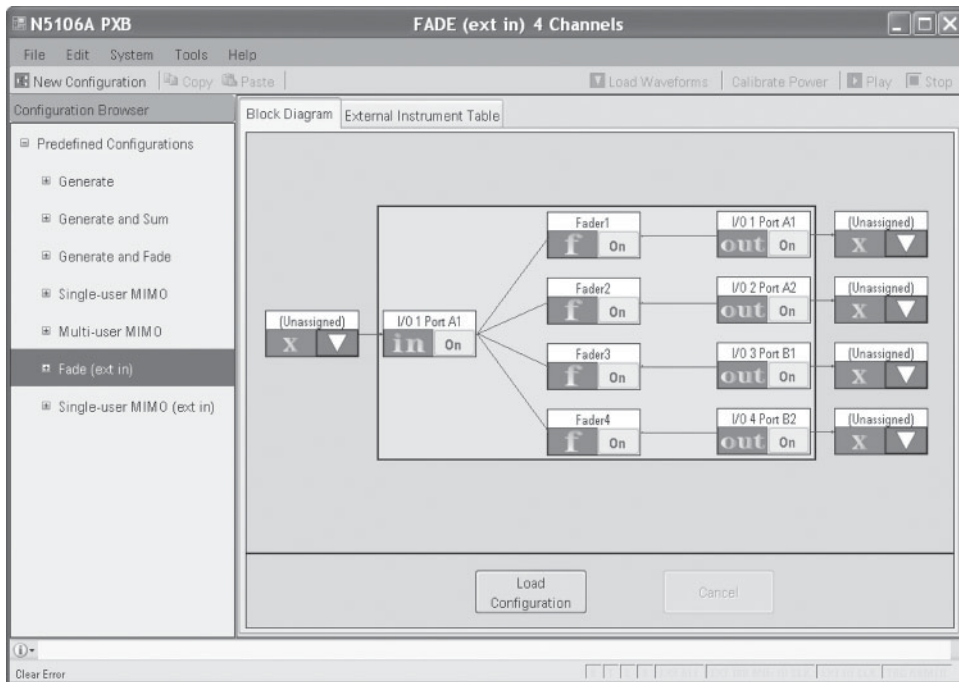 N5106A PXB
FADE (ext in) 4 Channels
File Edit System Tools Help
New Configuration Copy Paste Load Waveforms Calibrate Power Play Stop
Configuration Browser
Predefined Configurations
Generate
Generate and Sum
Generate and Fade
Single-user MIMO
Multi-user MIMO
Fade (ext in)
Single-user MIMO (ext in)
Block Diagram
External Instrument Table
(Unassigned)
X
I/O 1 Port A1
in On
Fader1
f On
I/O 1 Port A1
out On
(Unassigned)
X
Fader2
f On
I/O 2 Port A2
out On
(Unassigned)
X
Fader3
f On
I/O 3 Port B1
out On
(Unassigned)
X
Fader4
f On
I/O 4 Port B2
out On
(Unassigned)
X
Load
Configuration
Cancel
Clear Error